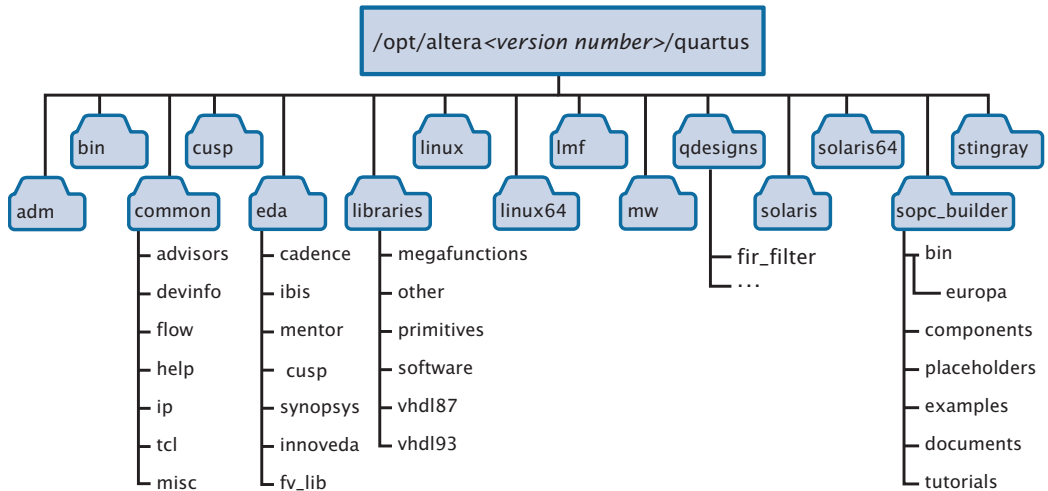 /opt/altera<version number>/quartus
bin
cusp
linux
lmf
qdesigns
solaris64
stingray
adm
common
eda
libraries
linux64
mw
solaris
sopc_builder
advisors
devinfo
flow
help
ip
tcl
misc
cadence
ibis
mentor
cusp
synopsys
innoveda
fv_lib
megafunctions
other
primitives
software
vhdl87
vhdl93
fir_filter
...
bin
europa
components
placeholders
examples
documents
tutorials